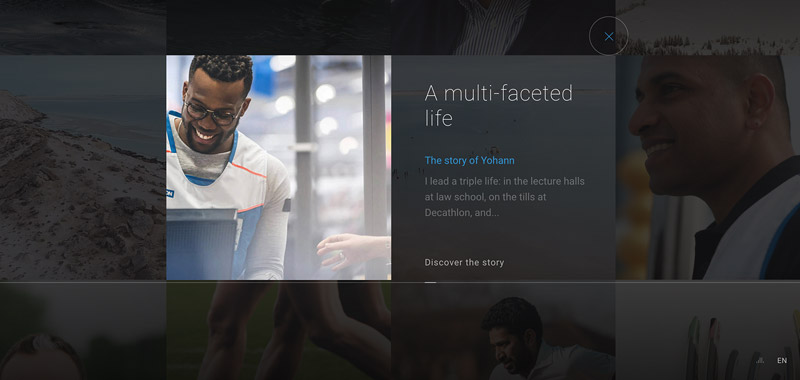 A multi-faceted
life
The story of Yohann
I lead a triple life: in the lecture halls
at law school, on the tills at
Decathlon, and...
Discover the story
EN